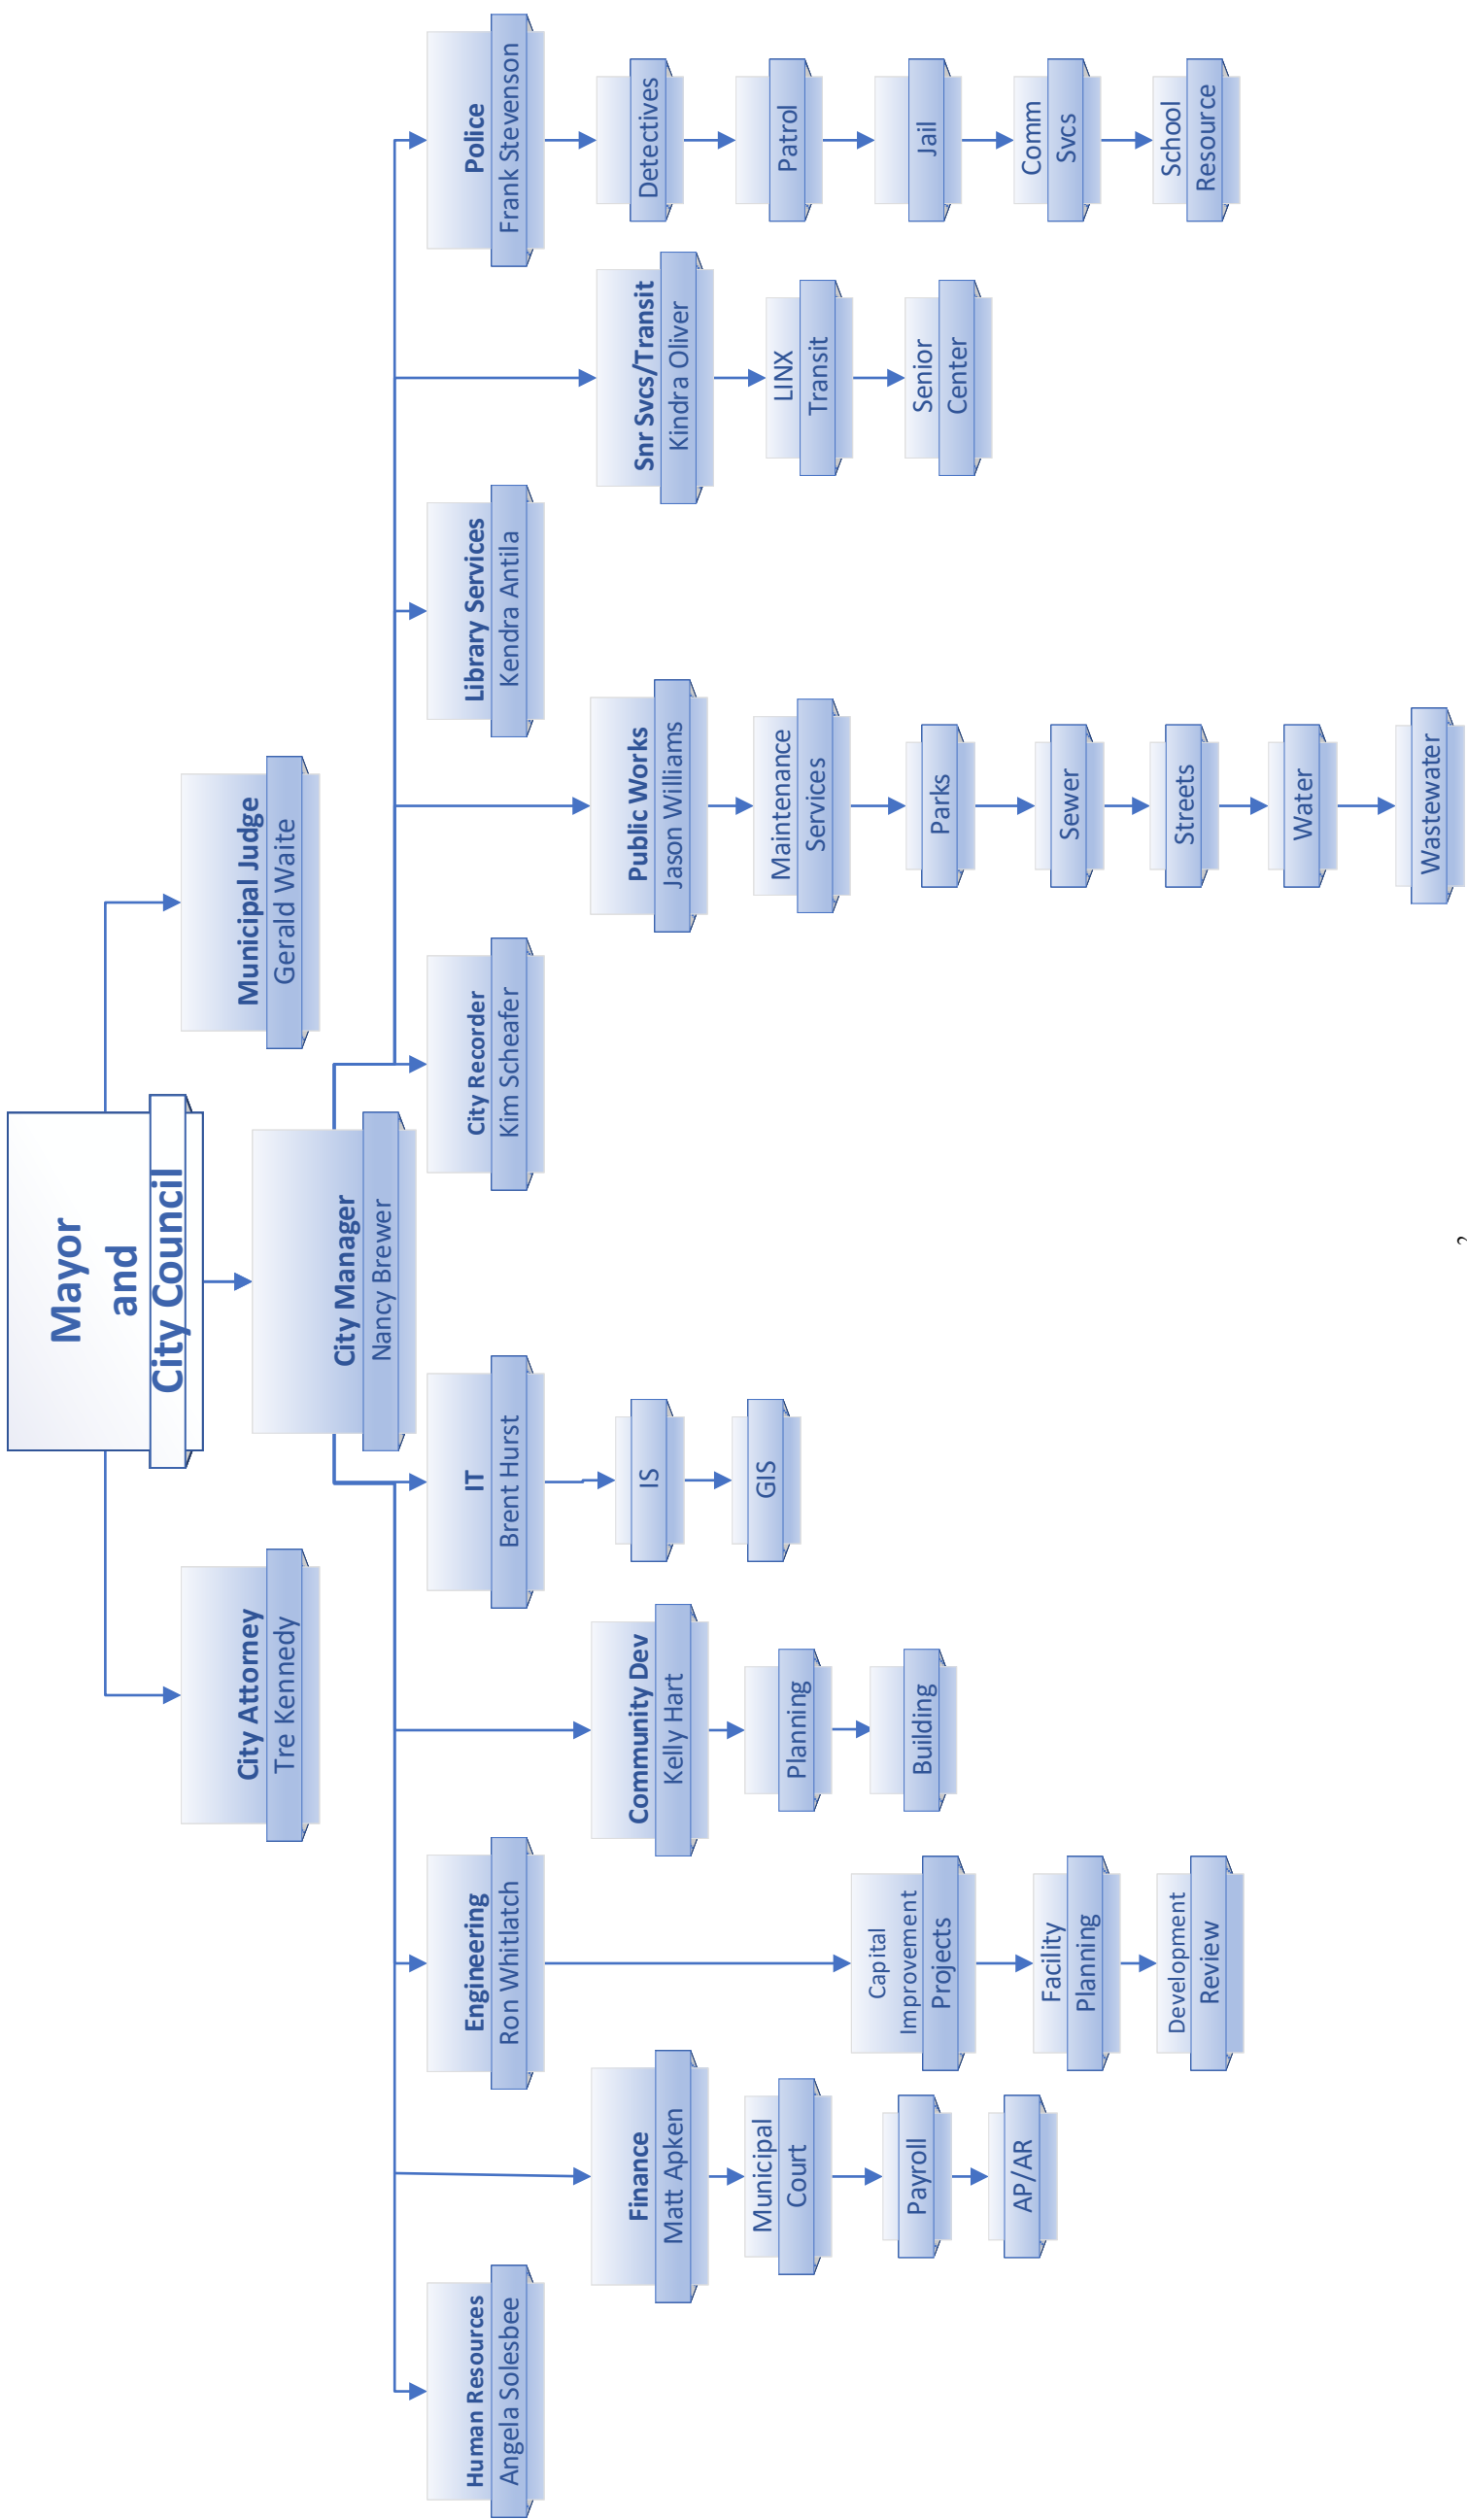 Mayor
and
City Council
City Attorney
Tre Kennedy
Municipal Judge
Gerald Waite
City Manager
Nancy Brewer
Human Resources
Angela Solesbee
Engineering
Ron Whitlatch
IT
Brent Hurst
City Recorder
Kim Scheafer
Library Services
Kendra Antila
Police
Frank Stevenson
Finance
Matt Apken
Municipal
Court
Payroll
AP/AR
Capital
Improvement
Projects
Facility
Planning
Development
Review
Community Dev
Kelly Hart
Planning
Building
IS
GIS
Public Works
Jason Williams
Maintenance
Services
Parks
Sewer
Streets
Water
Wastewater
Snr Svcs/Transit
Kindra Oliver
LINX
Transit
Senior
Center
Detectives
Patrol
Jail
Comm
Svcs
School
Resource